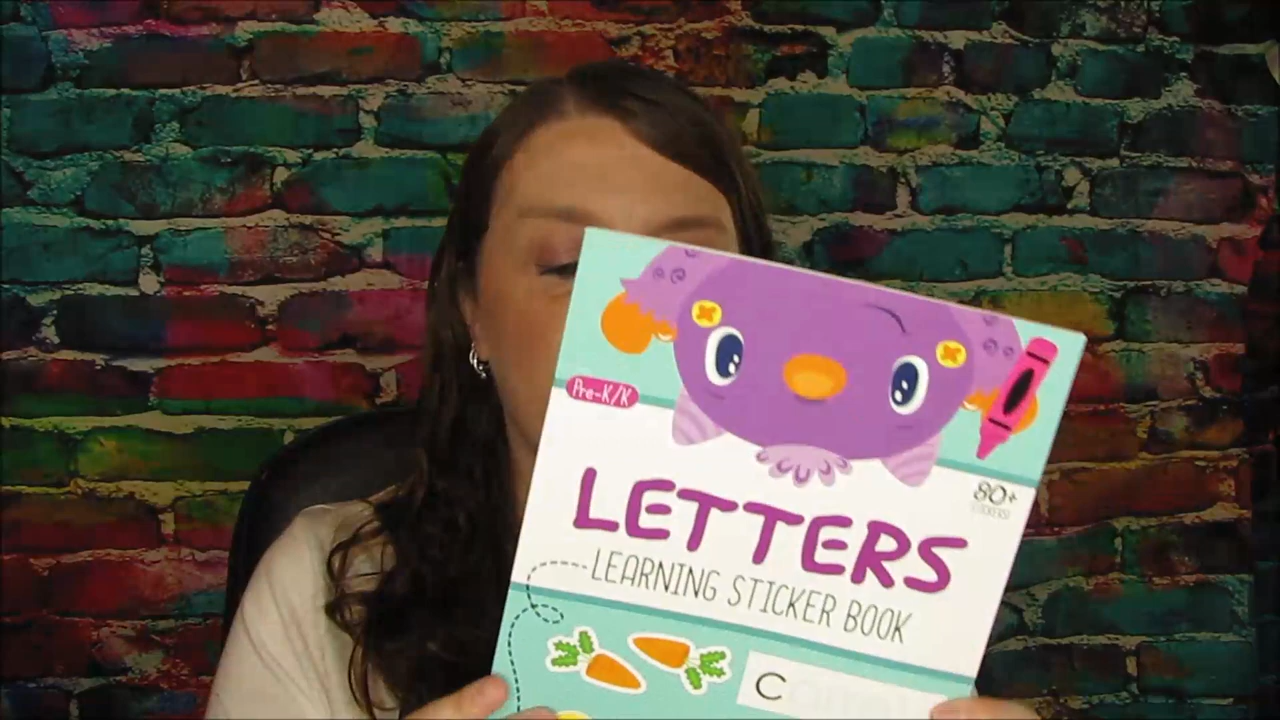 Pre-K/K
80+
STICKERS!
LETTERS
LEARNING STICKER BOOK
C